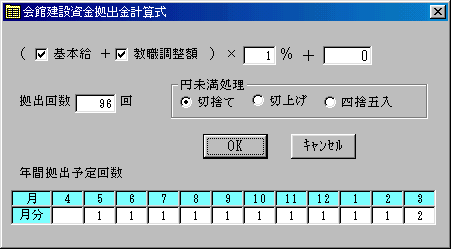 会館建設資金拠出金計算式
( 基本給 + 教職調整額 ) × 1 % + 0
円未満処理
拠出回数 96 回 切捨て 切上げ 四捨五入
OK キャンセル
年間拠出予定回数
月 4 5 6 7 8 9 10 11 12 1 2 3
月分 1 1 1 1 1 1 1 1 1 1 2